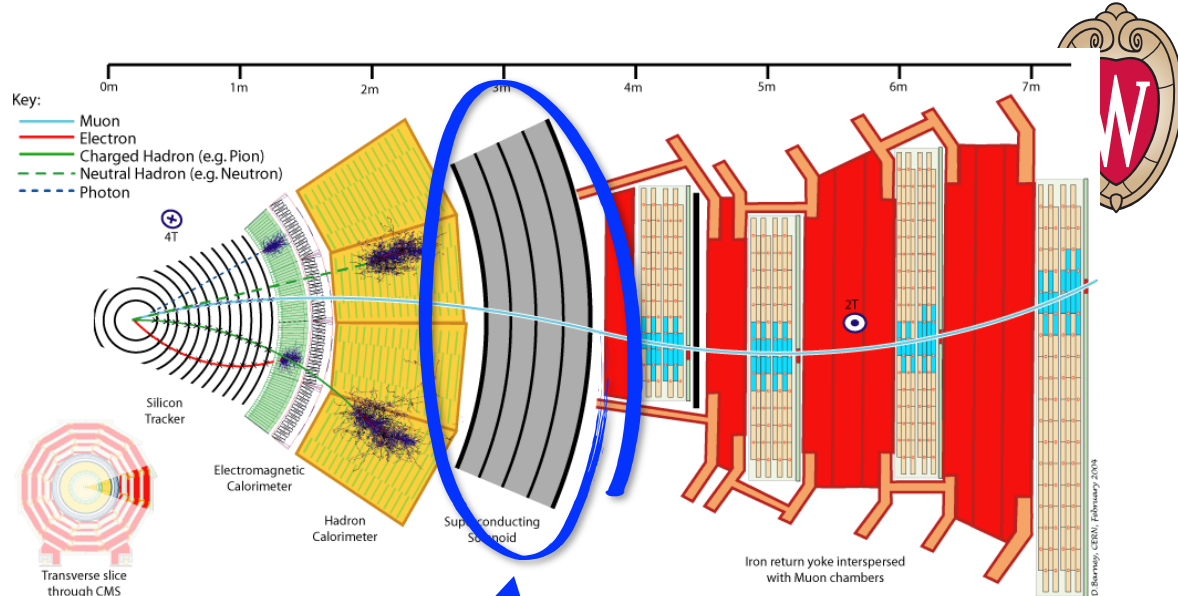 0m 1m 2m 3m 4m 5m 6m 7m
Key:
Muon
Electron
Charged Hadron (e.g. Pion)
Neutral Hadron (e.g. Neutron)
Photon
4T
2T
W
Silicon
Tracker
Electromagnetic
Calorimeter
Hadron
Calorimeter
Superconducting
Solenoid
Iron return yoke interspersed
with Muon chambers
Transverse slice
through CMS
D.Barney, CERN, February 2004